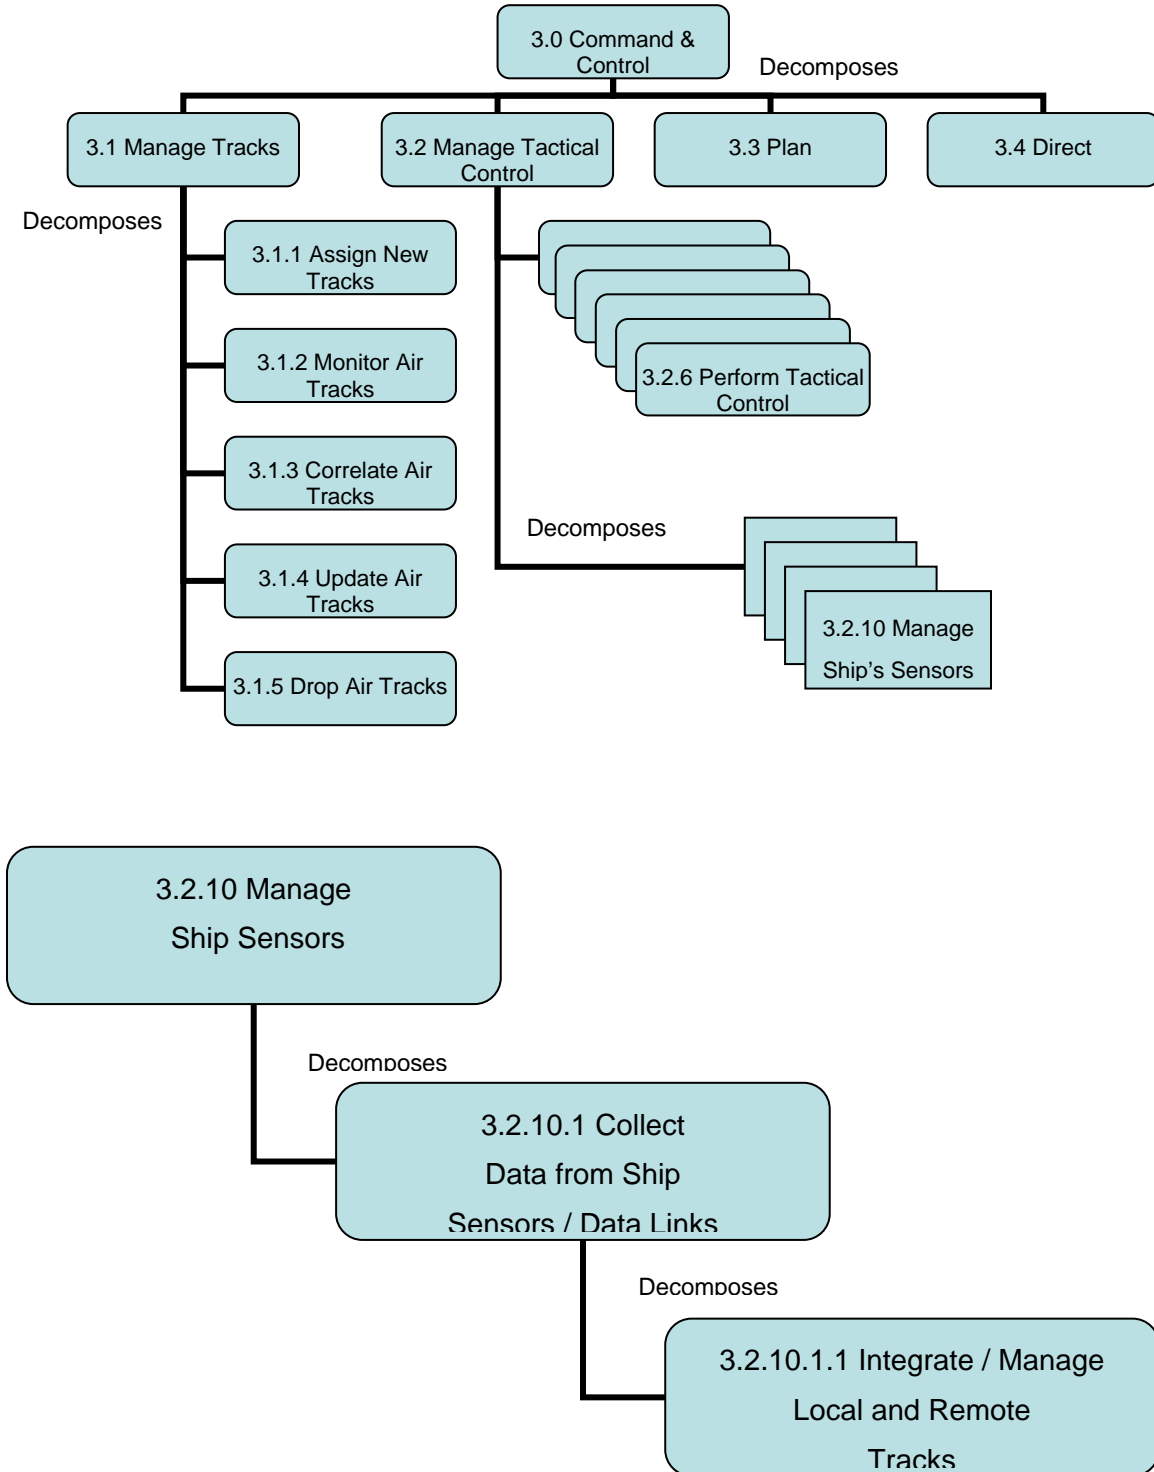 3.0 Command &
Control
Decomposes
3.1 Manage Tracks
3.2 Manage Tactical
Control
3.3 Plan
3.4 Direct
Decomposes
3.1.1 Assign New
Tracks
3.1.2 Monitor Air
Tracks
3.1.3 Correlate Air
Tracks
3.1.4 Update Air
Tracks
3.1.5 Drop Air Tracks
3.2.6 Perform Tactical
Control
Decomposes
3.2.10 Manage
Ship's Sensors
3.2.10 Manage
Ship Sensors
Decomposes
3.2.10.1 Collect
Data from Ship
Sensors / Data Links
Decomposes
3.2.10.1.1 Integrate / Manage
Local and Remote
Tracks